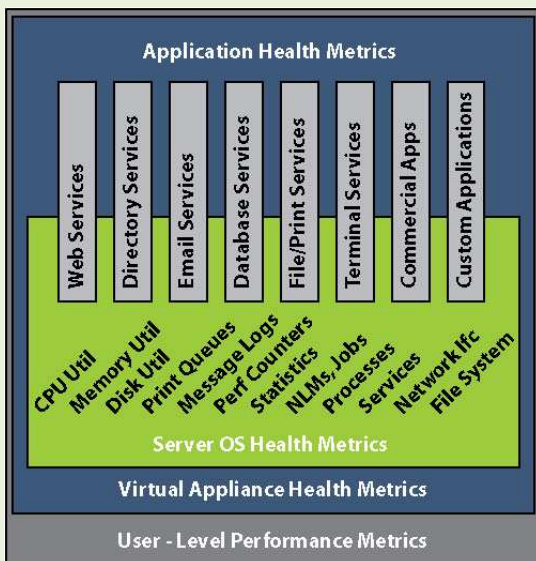 Application Health Metrics
Web Services
Directory Services
Email Services
Database Services
File/Print Services
Terminal Services
Commercial Apps
Custom Applications
CPU Util
Memory Util
Disk Util
Print Queues
Message Logs
Perf Counters
Statistics
NLMs, Jobs
Processes
Services
Network Ifc
File System
Server OS Health Metrics
Virtual Appliance Health Metrics
User - Level Performance Metrics